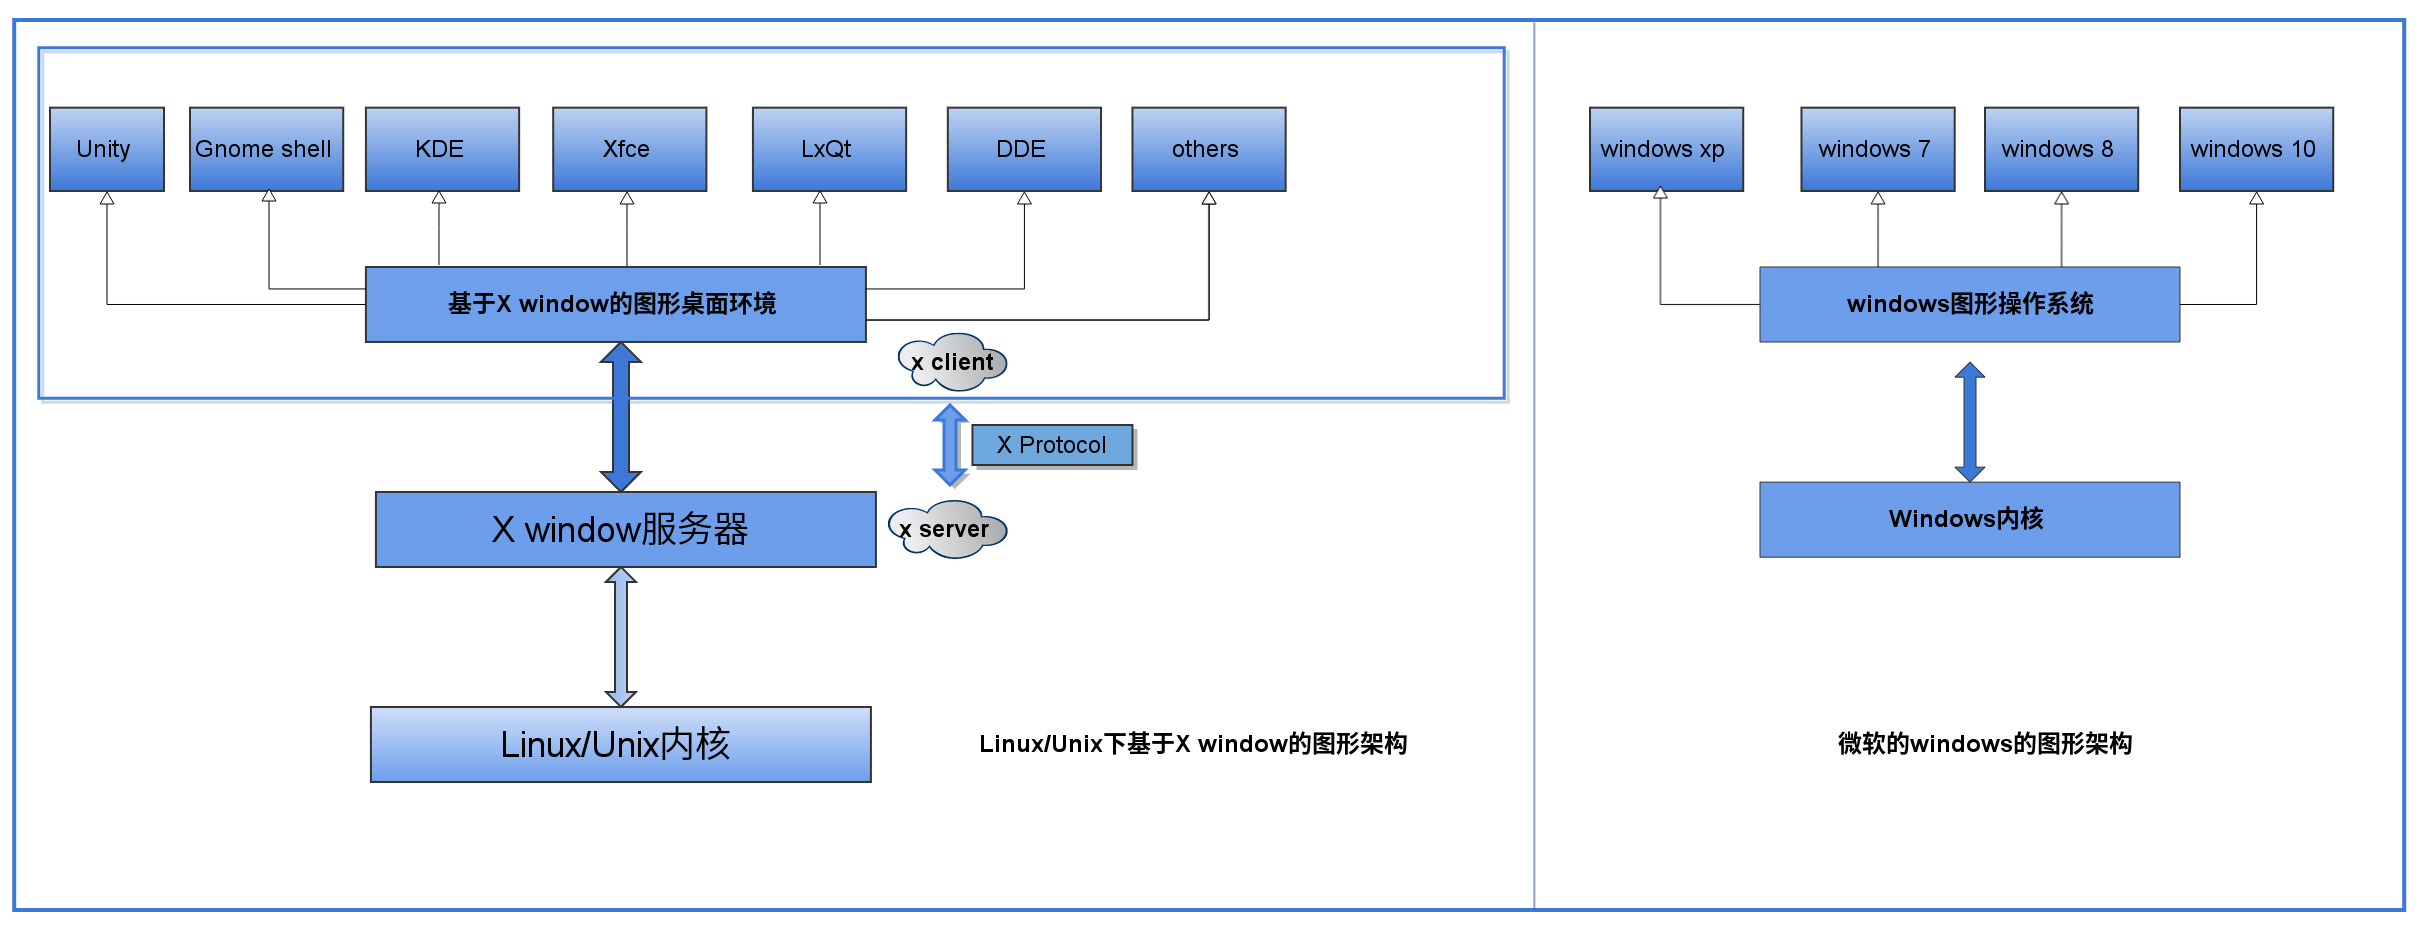 Unity
Gnome shell
KDE
Xfce
LxQt
DDE
others
基于X window的图形桌面环境
x client
X Protocol
X window服务器
x server
Linux/Unix内核
Linux/Unix下基于X window的图形架构
windows xp
windows 7
windows 8
windows 10
windows图形操作系统
Windows内核
微软的windows的图形架构